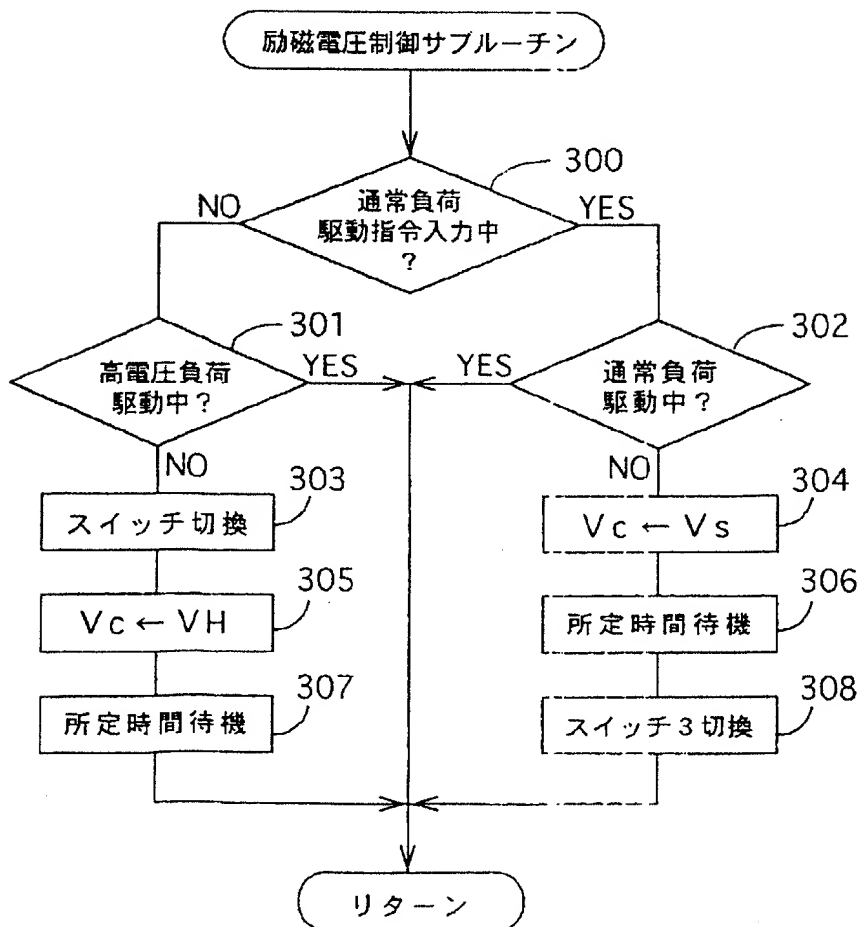 励磁電圧制御サブルーチン
300
通常負荷
駆動指令入力中
?
NO
YES
301
高電圧負荷
駆動中?
YES
NO
302
通常負荷
駆動中?
YES
NO
303
スイッチ切換
304
Vc ← Vs
305
Vc ← VH
306
所定時間待機
307
所定時間待機
308
スイッチ3切換
リターン